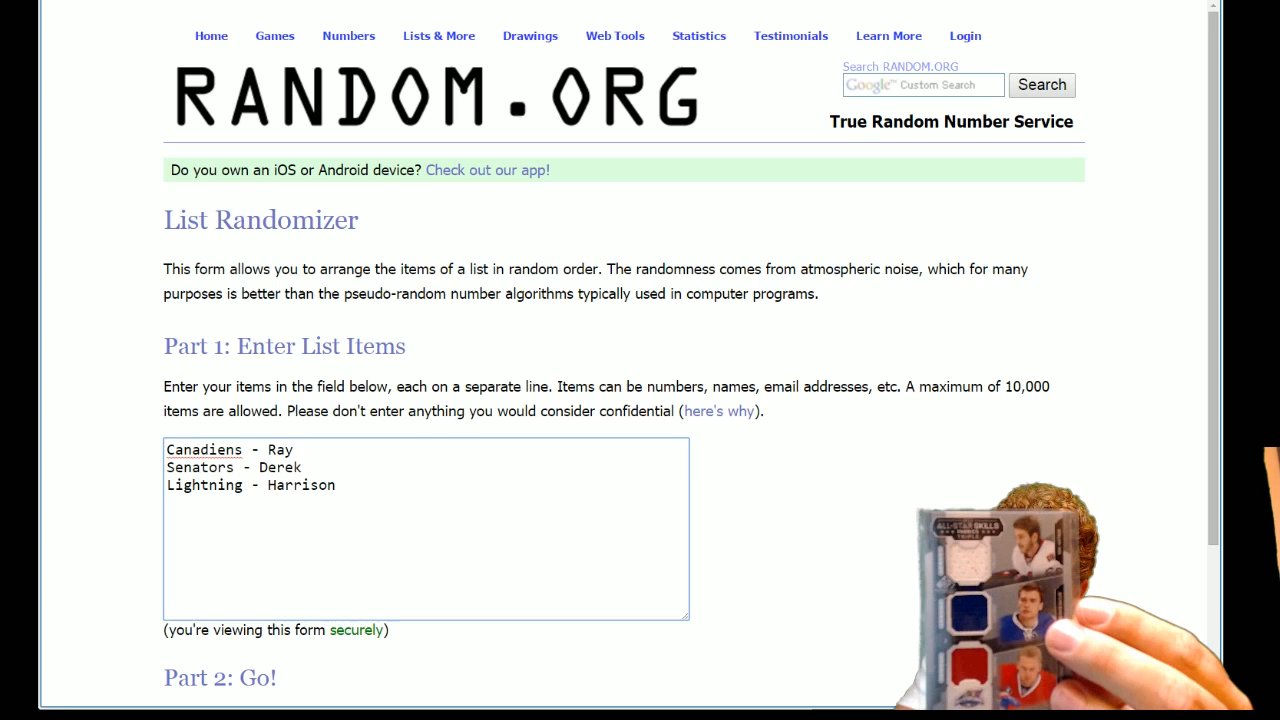 Home Games Numbers Lists & More Drawings Web Tools Statistics Testimonials Learn More Login
RANDOM.ORG
Search RANDOM.ORG
Google™ Custom Search Search
True Random Number Service
Do you own an iOS or Android device? Check out our app!
List Randomizer
This form allows you to arrange the items of a list in random order. The randomness comes from atmospheric noise, which for many
purposes is better than the pseudo-random number algorithms typically used in computer programs.
Part 1: Enter List Items
Enter your items in the field below, each on a separate line. Items can be numbers, names, email addresses, etc. A maximum of 10,000
items are allowed. Please don't enter anything you would consider confidential (here's why).
Canadiens - Ray
Senators - Derek
Lightning - Harrison
ALL-STAR SKILLS
(you're viewing this form securely)
Part 2: Go!